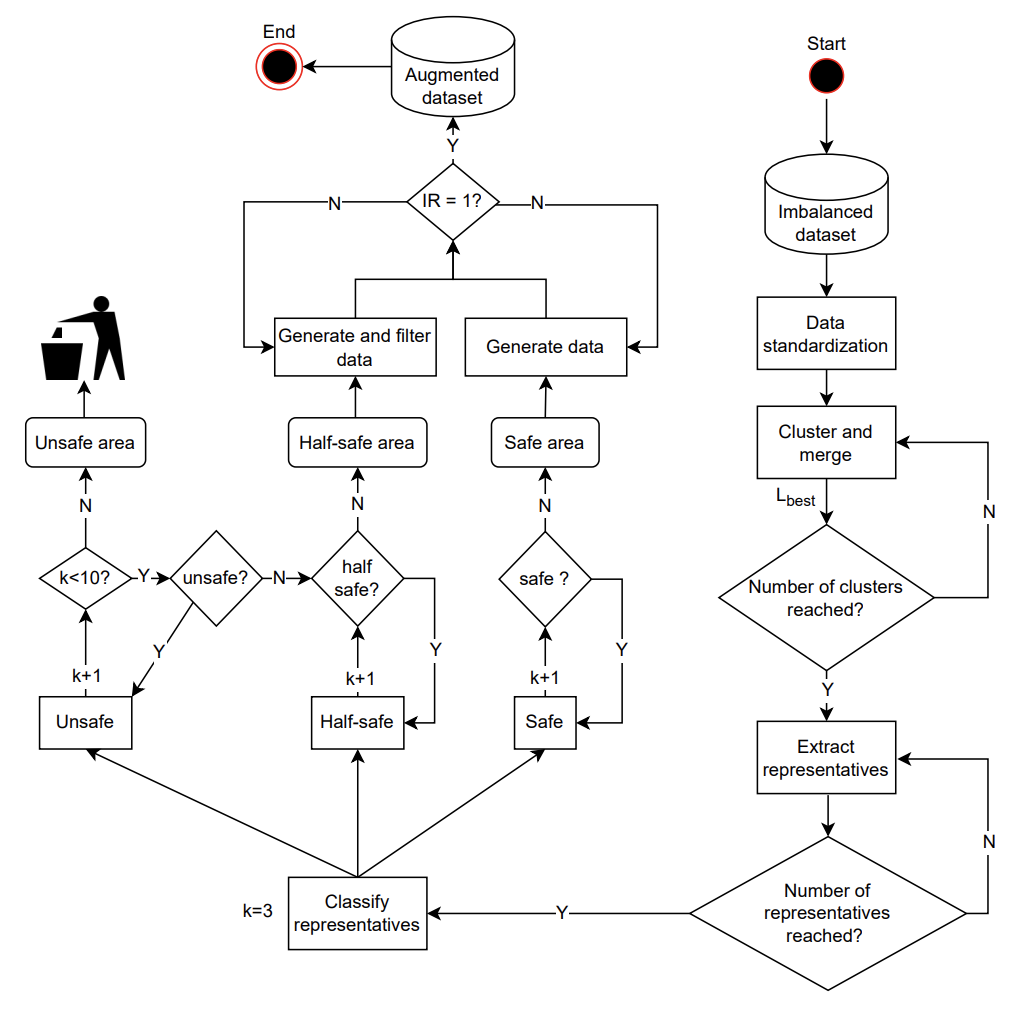 End
Start
Augmented
dataset
Y
N
IR = 1?
N
Imbalanced
dataset
Generate and filter
data
Generate data
Data
standardization
Unsafe area
Half-safe area
Safe area
Cluster and
merge
N
N
N
L_best
N
k<10?
Y
unsafe?
N
half
safe?
safe ?
Number of clusters
reached?
Y
Y
Y
k+1
k+1
k+1
Y
Unsafe
Half-safe
Safe
Extract
representatives
N
k=3
Classify
representatives
Y
Number of
representatives
reached?